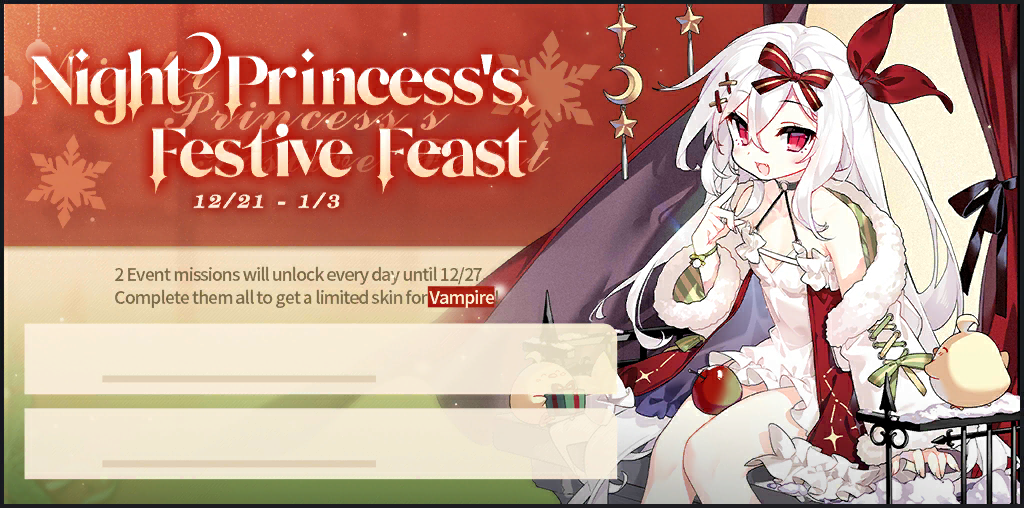 Night Princess's
Festive Feast
12/21 - 1/3
2 Event missions will unlock every day until 12/27
Complete them all to get a limited skin for Vampire!